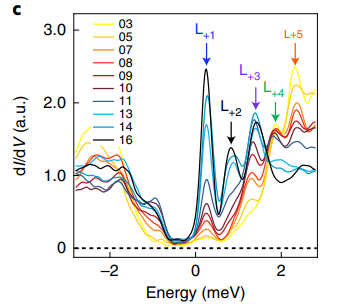 c
L+1
L+2
L+3
L+4
L+5
03
05
07
08
09
10
11
13
14
16
3.0
2.0
1.0
0
dI/dV (a.u.)
−2
0
2
Energy (meV)